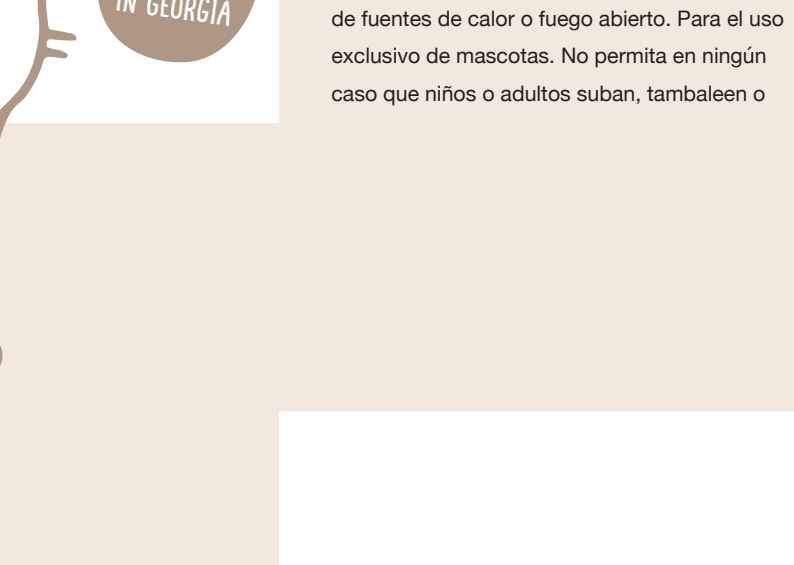 IN GEORGIA
de fuentes de calor o fuego abierto. Para el uso
exclusivo de mascotas. No permita en ningún
caso que niños o adultos suban, tambaleen o